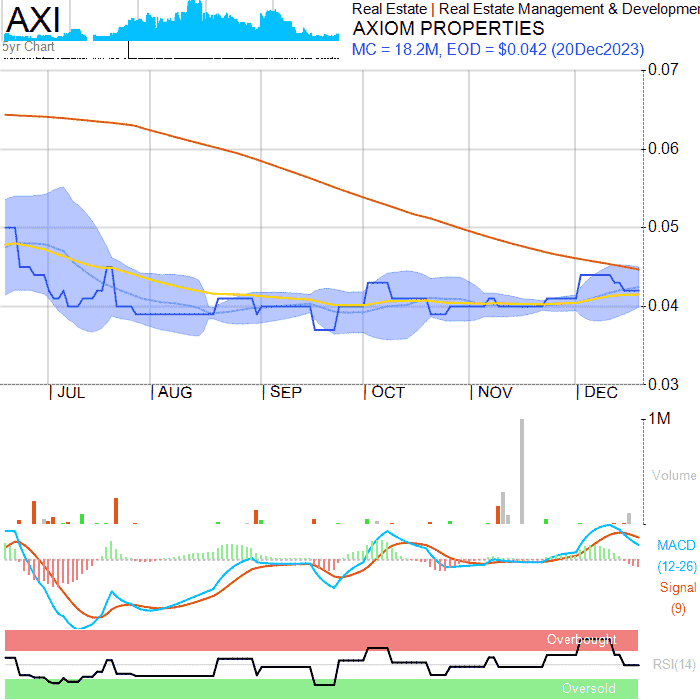 AXI
5yr Chart
Real Estate | Real Estate Management & Developmen
AXIOM PROPERTIES
MC = 18.2M, EOD = $0.042 (20Dec2023)
0.07
0.06
0.05
0.04
0.03
JUL AUG SEP OCT NOV DEC
1M
Volume
MACD
(12-26)
Signal
(9)
Overbought
RSI(14)
Oversold